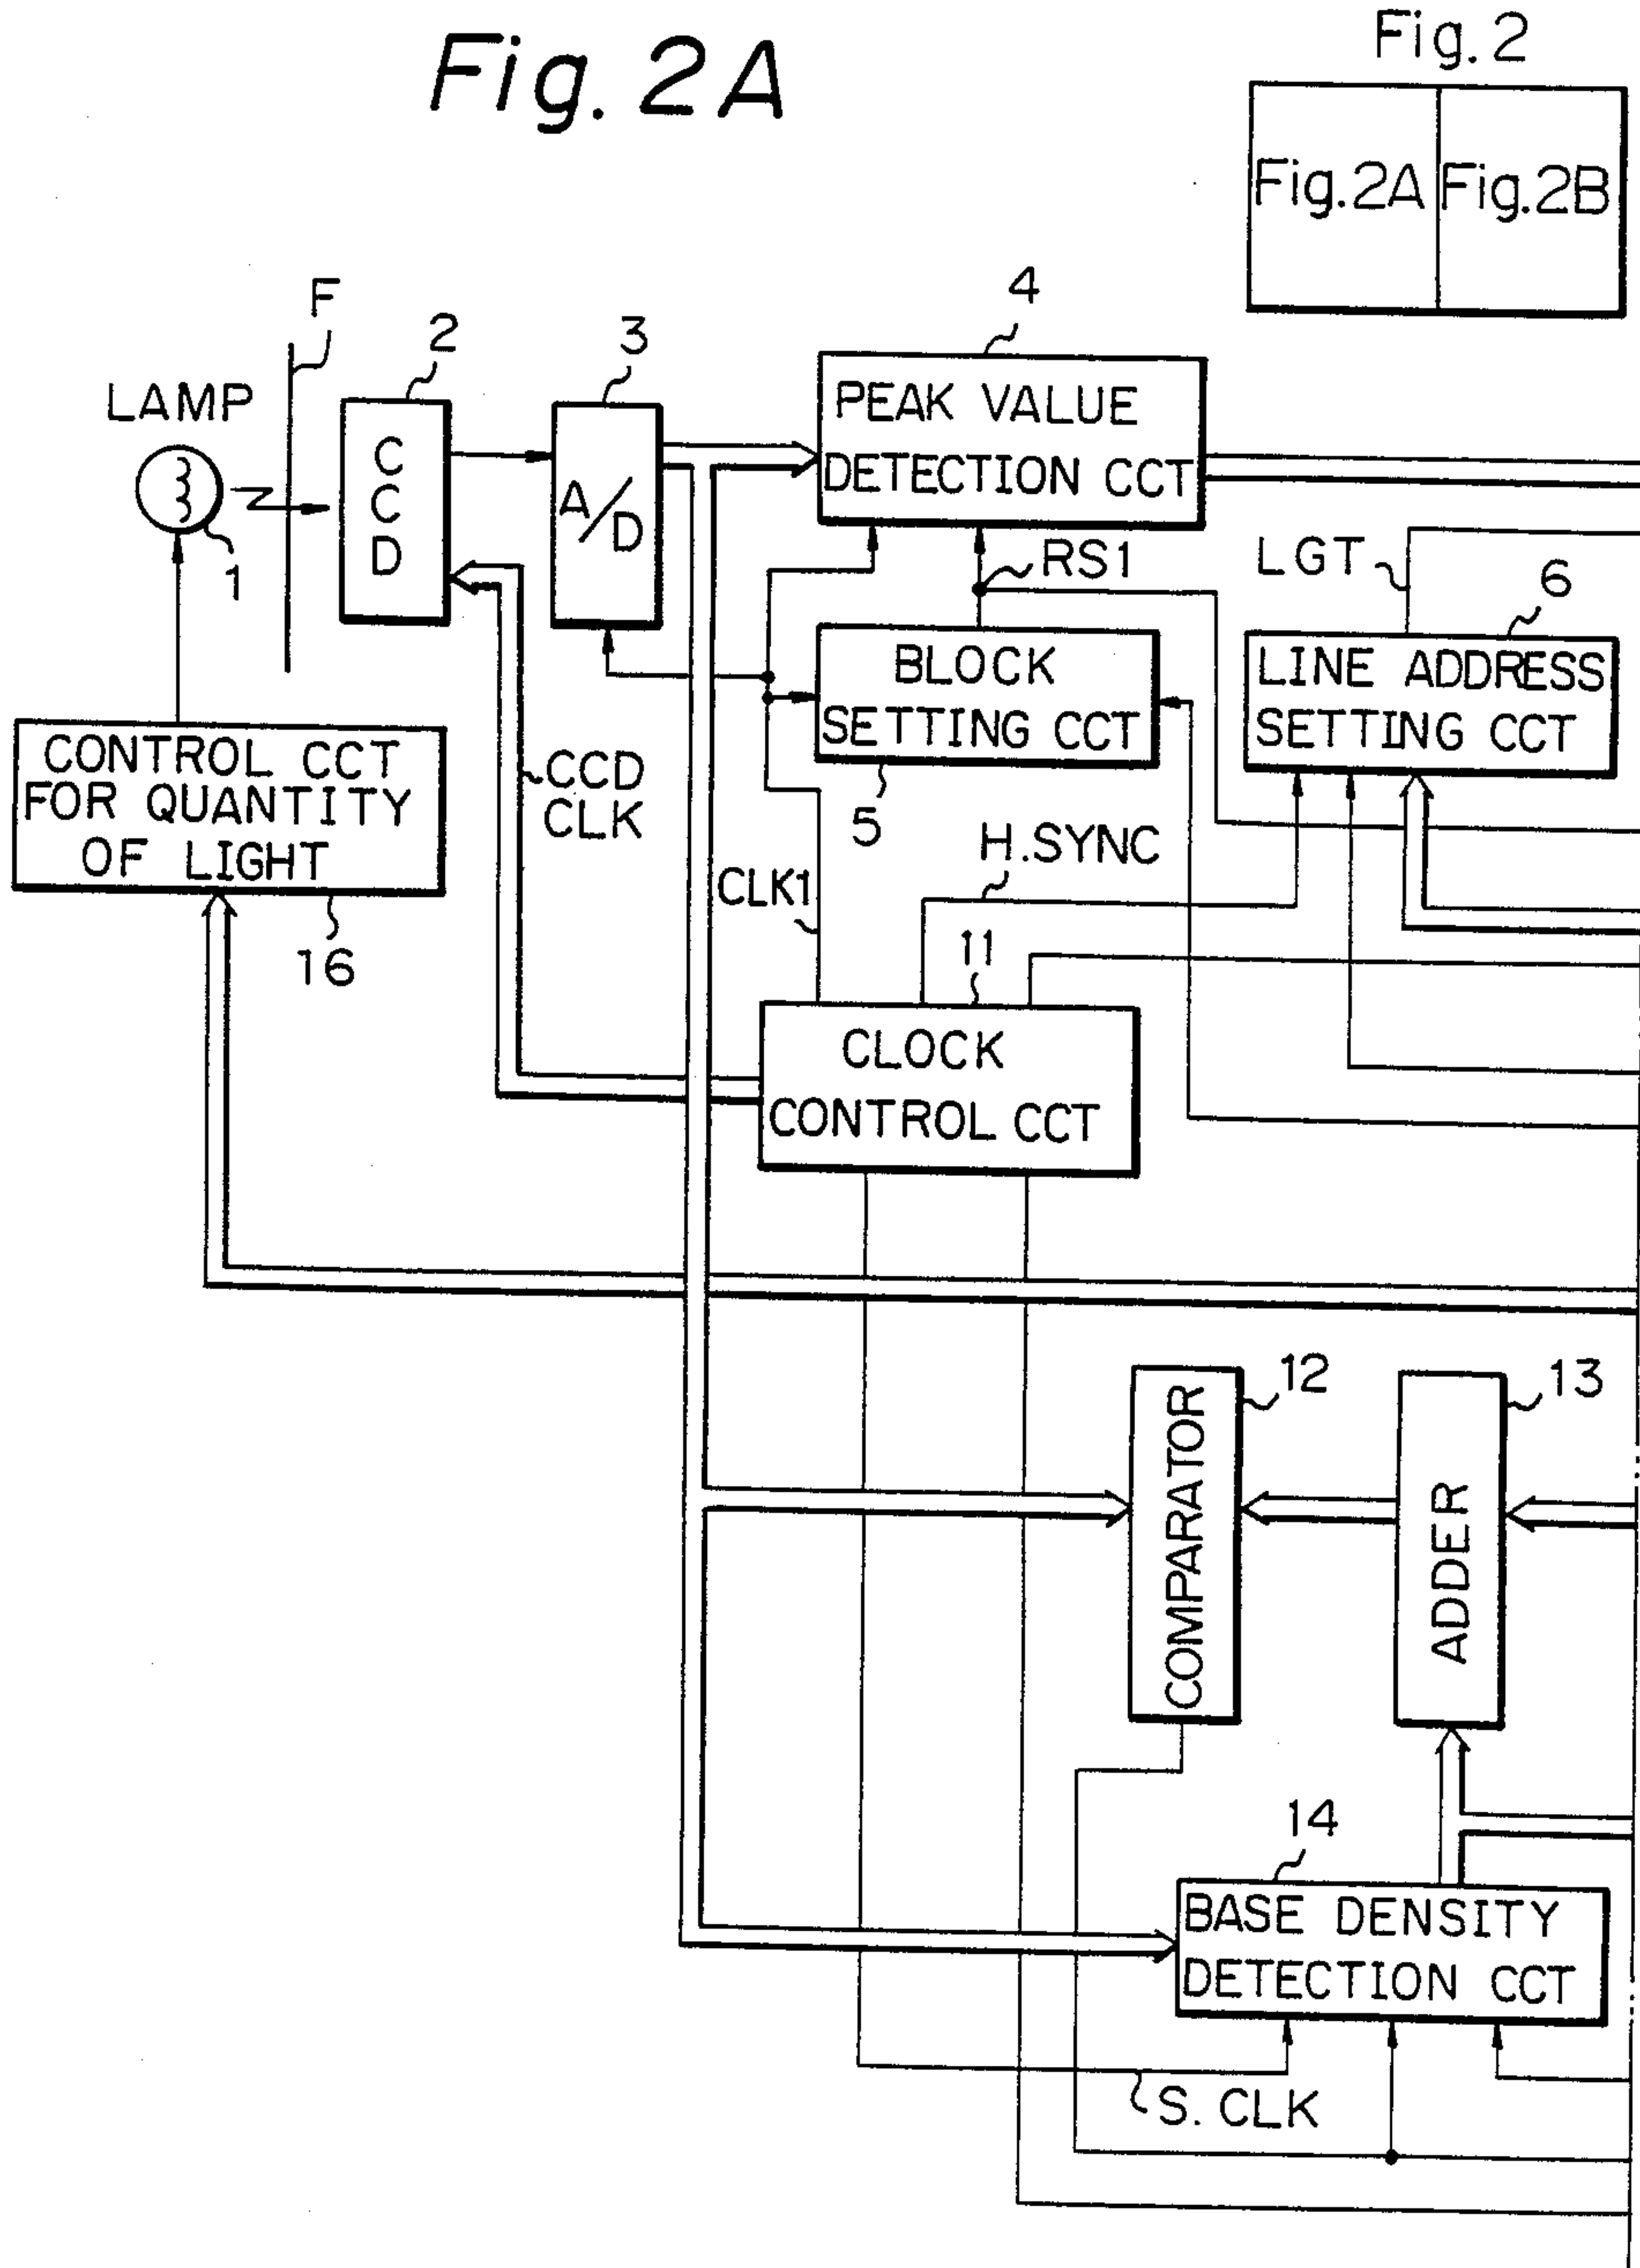 Fig. 2A
Fig. 2
Fig. 2A
Fig. 2B
F
4
2
3
LAMP
PEAK VALUE
DETECTION CCT
C
C
D
A/D
1
RS1
LGT
6
BLOCK
SETTING CCT
LINE ADDRESS
SETTING CCT
CONTROL CCT
FOR QUANTITY
OF LIGHT
CCD
CLK
5
H.SYNC
CLK1
16
11
CLOCK
CONTROL CCT
12
13
COMPARATOR
ADDER
14
BASE DENSITY
DETECTION CCT
S. CLK